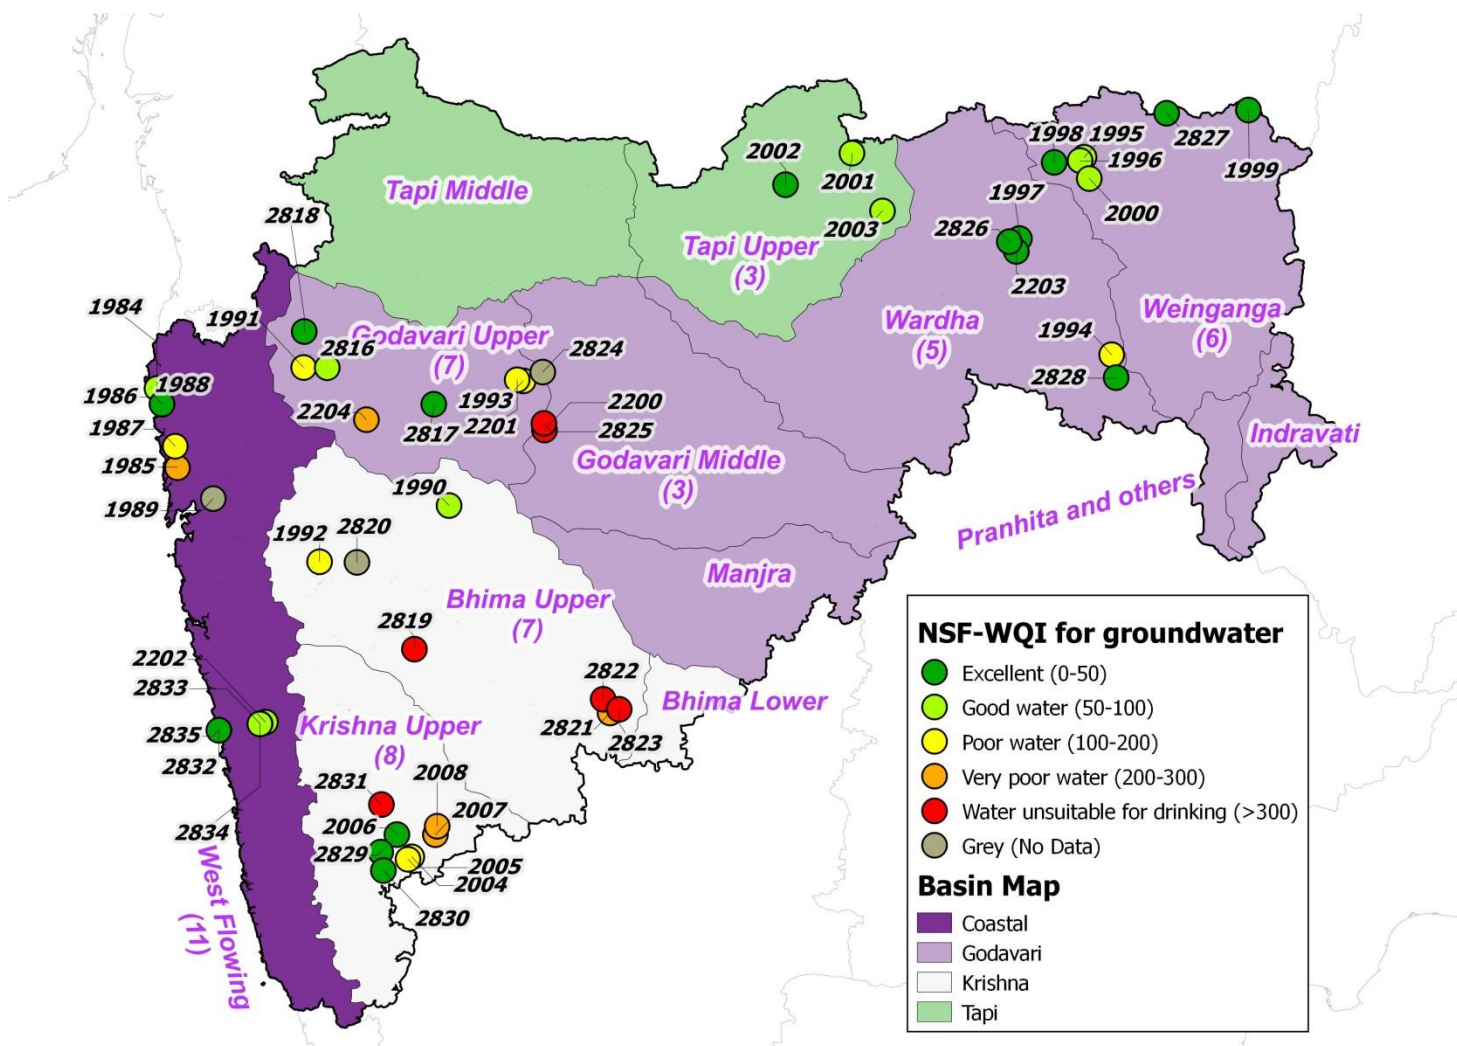 1998
1995
2002
2827
1996
2001
1999
Tapi Middle
1997
2000
2818
2003
2826
Tapi Upper
(3)
2203
1984
1991
Godavari Upper
(7)
2816
2824
Wardha
(5)
1994
Weinganga
(6)
1986
1988
1993
2200
2828
1987
2204
2817
2201
2825
Indravati
1985
Godavari Middle
(3)
1989
1990
Pranhita and others
1992
2820
Manjra
Bhima Upper
(7)
2819
2202
2833
2822
Bhima Lower
2835
2832
Krishna Upper
(8)
2821
2823
2831
2008
2007
2834
2006
2829
2005
2004
2830
West Flowing
(11)
NSF-WQI for groundwater
Excellent (0-50)
Good water (50-100)
Poor water (100-200)
Very poor water (200-300)
Water unsuitable for drinking (>300)
Grey (No Data)
Basin Map
Coastal
Godavari
Krishna
Tapi